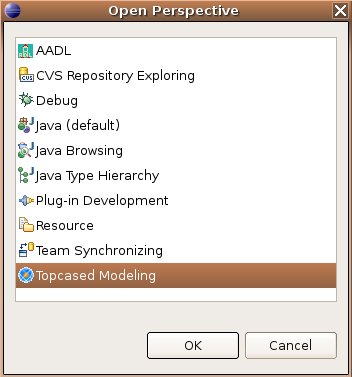 Open Perspective
AADL
CVS Repository Exploring
Debug
Java (default)
Java Browsing
Java Type Hierarchy
Plug-in Development
Resource
Team Synchronizing
Topcased Modeling
OK
Cancel